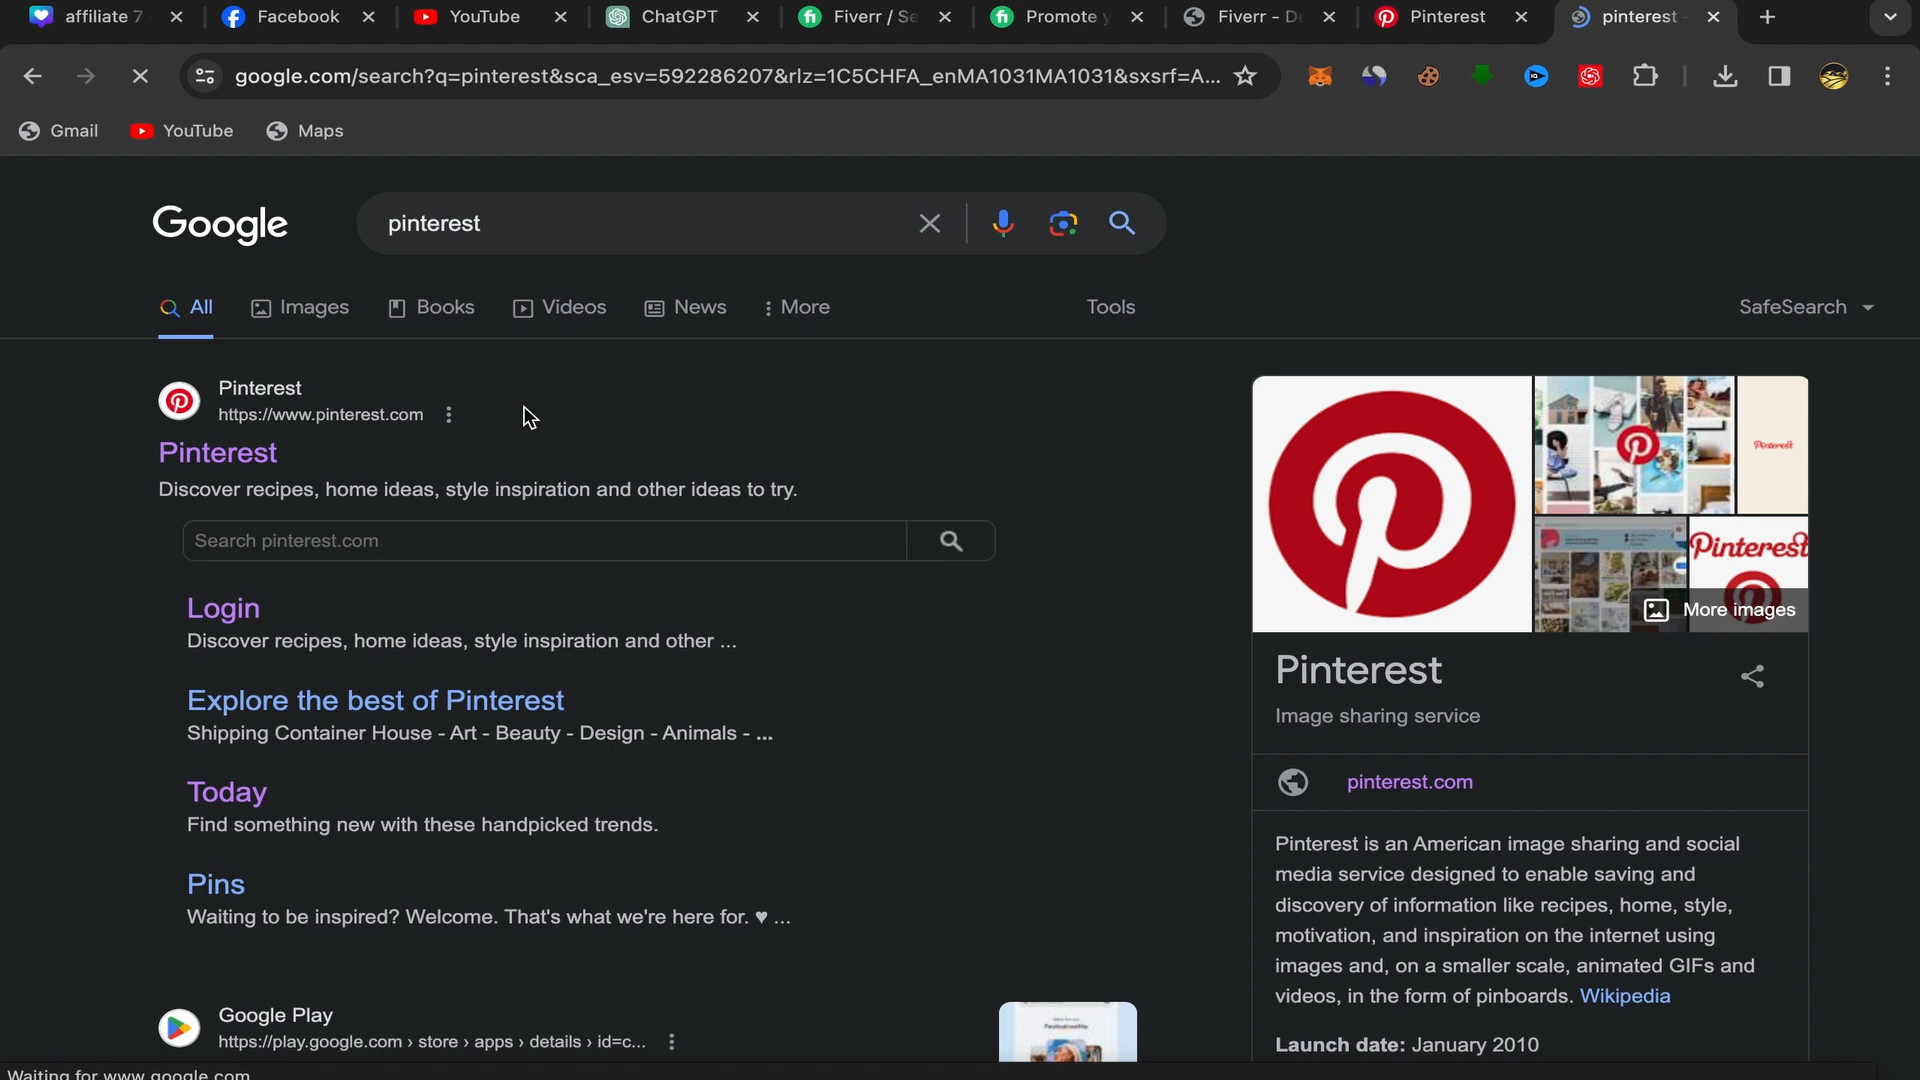 affiliate 7
Facebook
YouTube
ChatGPT
Fiverr / Se
Promote y
Fiverr - De
Pinterest
pinterest -
google.com/search?q=pinterest&sca_esv=592286207&rlz=1C5CHFA_enMA1031MA1031&sxsrf=A...
Gmail
YouTube
Maps
Google
pinterest
All
Images
Books
Videos
News
More
Tools
SafeSearch
Pinterest
https://www.pinterest.com
Pinterest
Discover recipes, home ideas, style inspiration and other ideas to try.
Search pinterest.com
Login
Discover recipes, home ideas, style inspiration and other ...
Explore the best of Pinterest
Shipping Container House - Art - Beauty - Design - Animals - ...
Today
Find something new with these handpicked trends.
Pins
Waiting to be inspired? Welcome. That's what we're here for. ♥ ...
Google Play
https://play.google.com › store › apps › details › id=c...
Pinterest
Pinterest
More images
Pinterest
Image sharing service
pinterest.com
Pinterest is an American image sharing and social
media service designed to enable saving and
discovery of information like recipes, home, style,
motivation, and inspiration on the internet using
images and, on a smaller scale, animated GIFs and
videos, in the form of pinboards. Wikipedia
Launch date: January 2010
Waiting for www.google.com